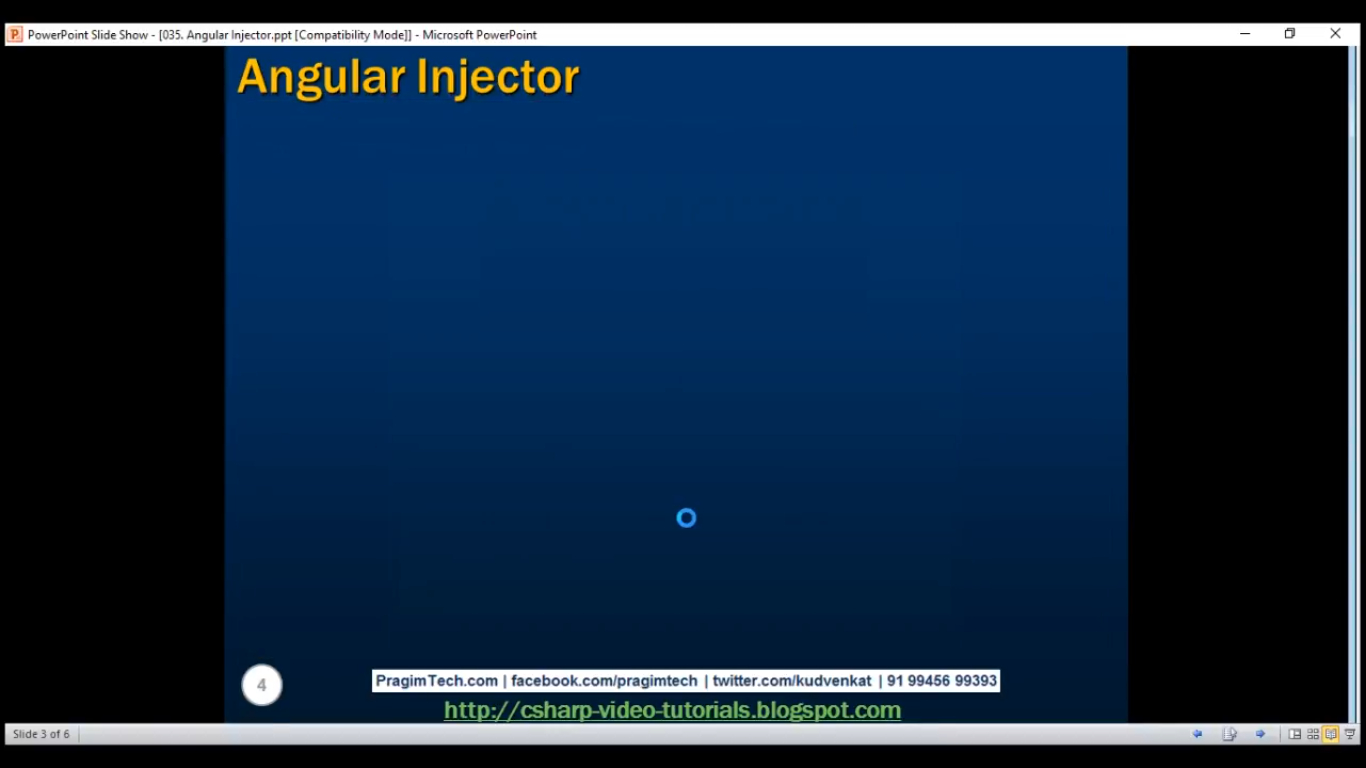 PowerPoint Slide Show - [035. Angular Injector.ppt [Compatibility Mode]] - Microsoft PowerPoint
Angular Injector
4
PragimTech.com | facebook.com/pragimtech | twitter.com/kudvenkat | 91 99456 99393
http://csharp-video-tutorials.blogspot.com
Slide 3 of 6